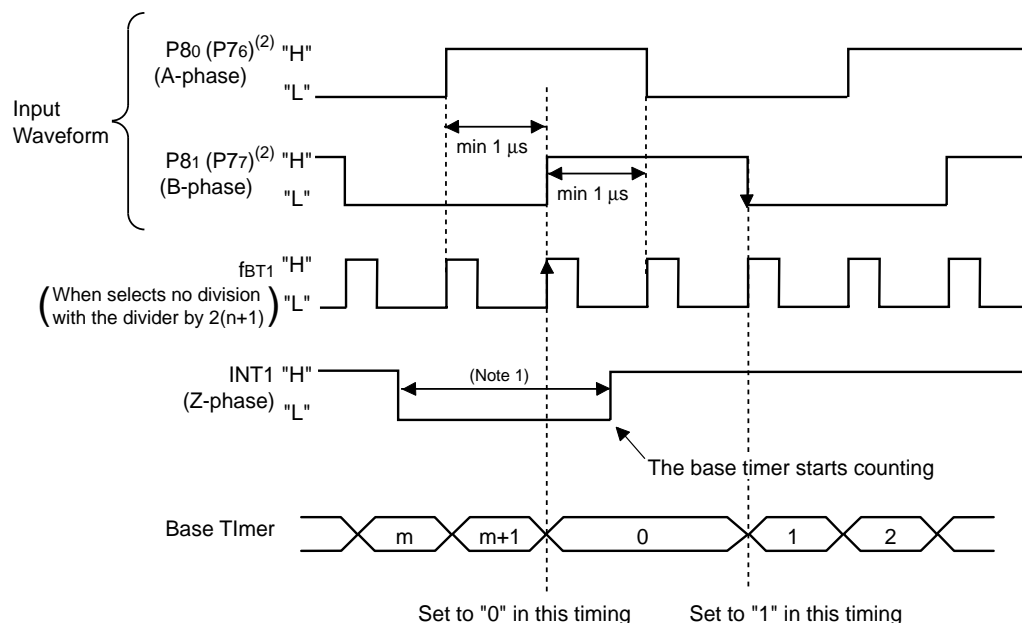 Input
Waveform
P80 (P76)(2) "H"
(A-phase)
"L"
min 1 μs
P81 (P77)(2) "H"
(B-phase)
"L"
min 1 μs
fBT1 "H"
(When selects no division
with the divider by 2(n+1))
"L"
INT1 "H"
(Z-phase)
"L"
(Note 1)
The base timer starts counting
Base TImer
m
m+1
0
1
2
Set to "0" in this timing
Set to "1" in this timing